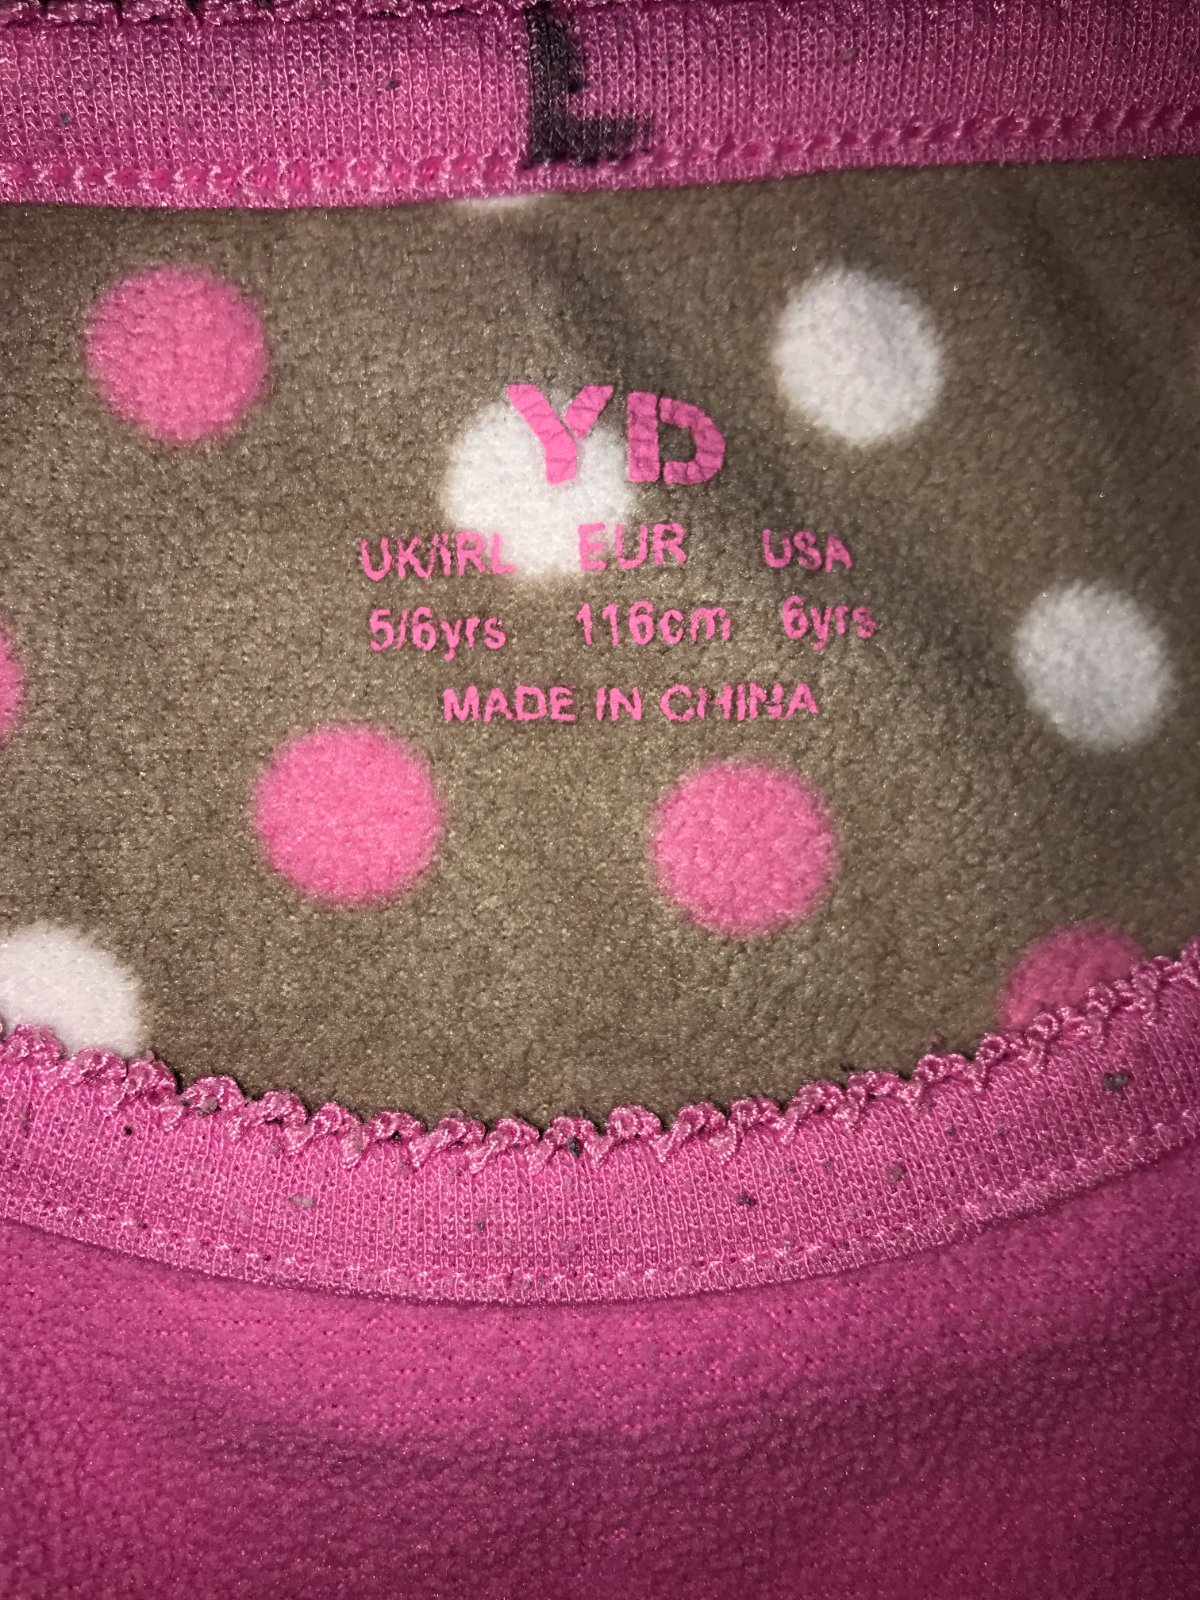 L
YD
UK/IRL EUR USA
5/6yrs 116cm 6yrs
MADE IN CHINA